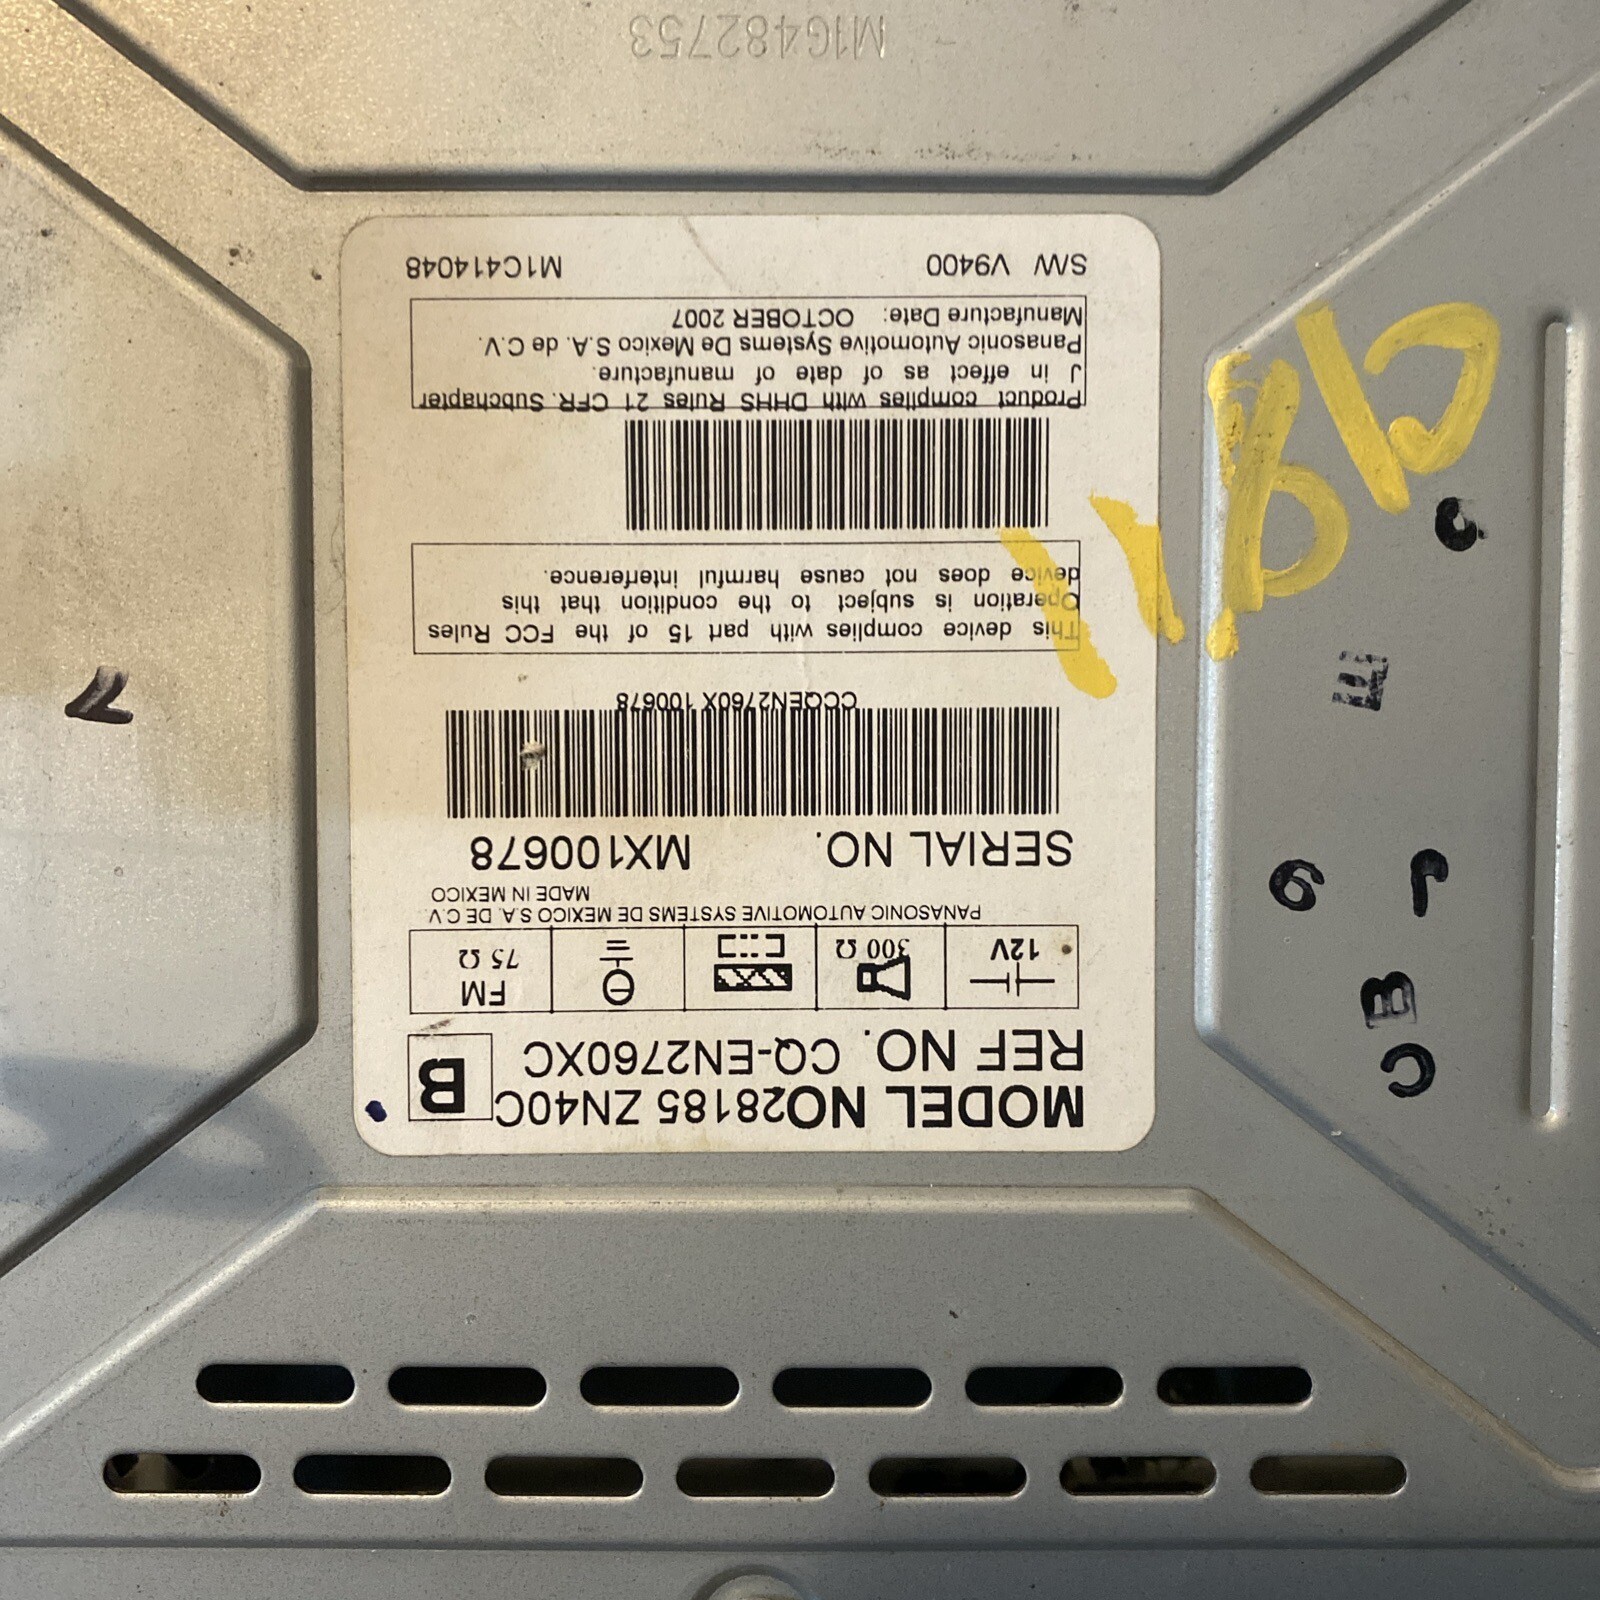 MODEL NO28185 ZN40C
B
REF NO. CQ-EN2760XC
12V
300 Ω
FM
75 Ω
PANASONIC AUTOMOTIVE SYSTEMS DE MEXICO S.A. DE C.V.
MADE IN MEXICO
SERIAL NO. MX100678
CCQEN2760X 100678
This device complies with part 15 of the FCC Rules
Operation is subject to the condition that this
device does not cause harmful interference.
Product complies with DHHS Rules 21 CFR. Subchapter
J in effect as of date of manufacture.
Panasonic Automotive Systems De Mexico S.A. de C.V.
Manufacture Date: OCTOBER 2007
S/W V9400 M1C414048
M1G482753
C
B
J
9
E
7